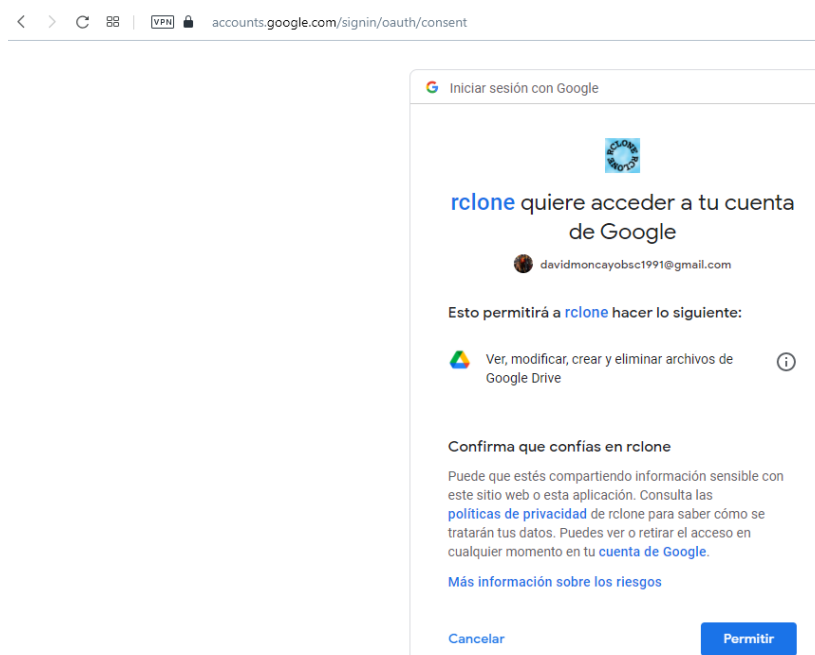 VPN accounts.google.com/signin/oauth/consent
Iniciar sesión con Google
RCLONE RCLONE
rclone quiere acceder a tu cuenta
de Google
davidmoncayobsc1991@gmail.com
Esto permitirá a rclone hacer lo siguiente:
Ver, modificar, crear y eliminar archivos de
Google Drive
Confirma que confías en rclone
Puede que estés compartiendo información sensible con
este sitio web o esta aplicación. Consulta las
políticas de privacidad de rclone para saber cómo se
tratarán tus datos. Puedes ver o retirar el acceso en
cualquier momento en tu cuenta de Google.
Más información sobre los riesgos
Cancelar
Permitir